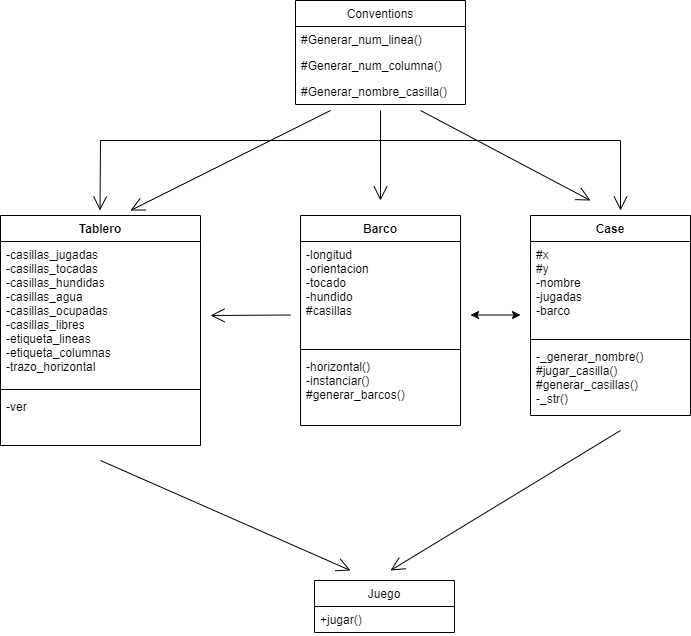 Conventions
#Generar_num_linea()
#Generar_num_columna()
#Generar_nombre_casilla()
Tablero
-casillas_jugadas
-casillas_tocadas
-casillas_hundidas
-casillas_agua
-casillas_ocupadas
-casillas_libres
-etiqueta_lineas
-etiqueta_columnas
-trazo_horizontal
-ver
Barco
-longitud
-orientacion
-tocado
-hundido
#casillas
-horizontal()
-instanciar()
#generar_barcos()
Case
#x
#y
-nombre
-jugadas
-barco
-_generar_nombre()
#jugar_casilla()
#generar_casillas()
-_str()
Juego
+jugar()